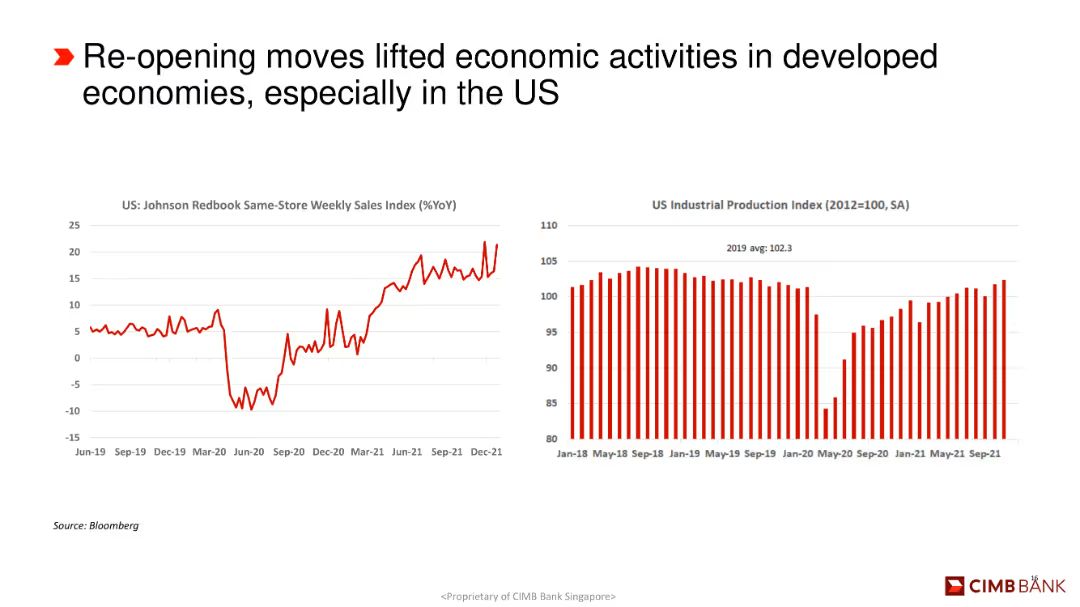 Re-opening moves lifted economic activities in developed
economies, especially in the US
US: Johnson Redbook Same-Store Weekly Sales Index (%YoY)
25
20
15
10
5
0
-5
-10
-15
Jun-19 Sep-19 Dec-19 Mar-20 Jun-20 Sep-20 Dec-20 Mar-21 Jun-21 Sep-21 Dec-21
US Industrial Production Index (2012=100, SA)
110
2019 avg: 102.3
105
100
95
90
85
80
Jan-18 May-18 Sep-18 Jan-19 May-19 Sep-19 Jan-20 May-20 Sep-20 Jan-21 May-21 Sep-21
Source: Bloomberg
<Proprietary of CIMB Bank Singapore>
16
CIMB BANK